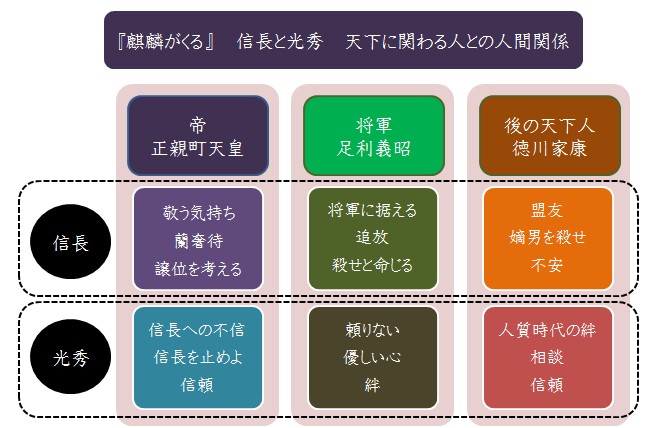 『麒麟がくる』　信長と光秀　天下に関わる人との人間関係
帝
正親町天皇
将軍
足利義昭
後の天下人
徳川家康
信長
敬う気持ち
蘭奢待
譲位を考える
将軍に据える
追放
殺せと命じる
盟友
嫡男を殺せ
不安
光秀
信長への不信
信長を止めよ
信頼
頼りない
優しい心
絆
人質時代の絆
相談
信頼